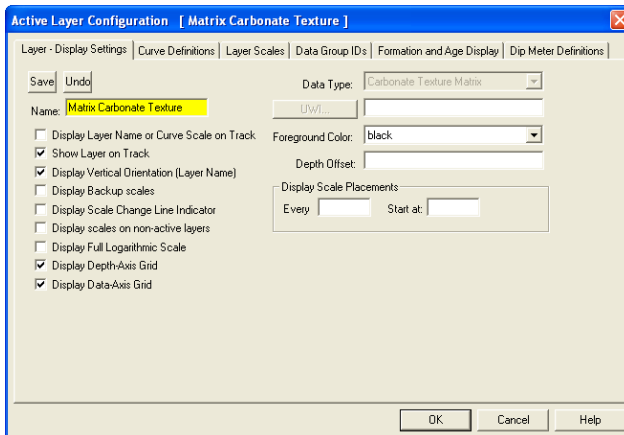 Active Layer Configuration [ Matrix Carbonate Texture ]
Layer - Display Settings Curve Definitions Layer Scales Data Group IDs Formation and Age Display Dip Meter Definitions
Save Undo
Name: Matrix Carbonate Texture
Display Layer Name or Curve Scale on Track
Show Layer on Track
Display Vertical Orientation (Layer Name)
Display Backup scales
Display Scale Change Line Indicator
Display scales on non-active layers
Display Full Logarithmic Scale
Display Depth-Axis Grid
Display Data-Axis Grid
Data Type: Carbonate Texture Matrix
UWI...
Foreground Color: black
Depth Offset:
Display Scale Placements
Every Start at:
OK Cancel Help